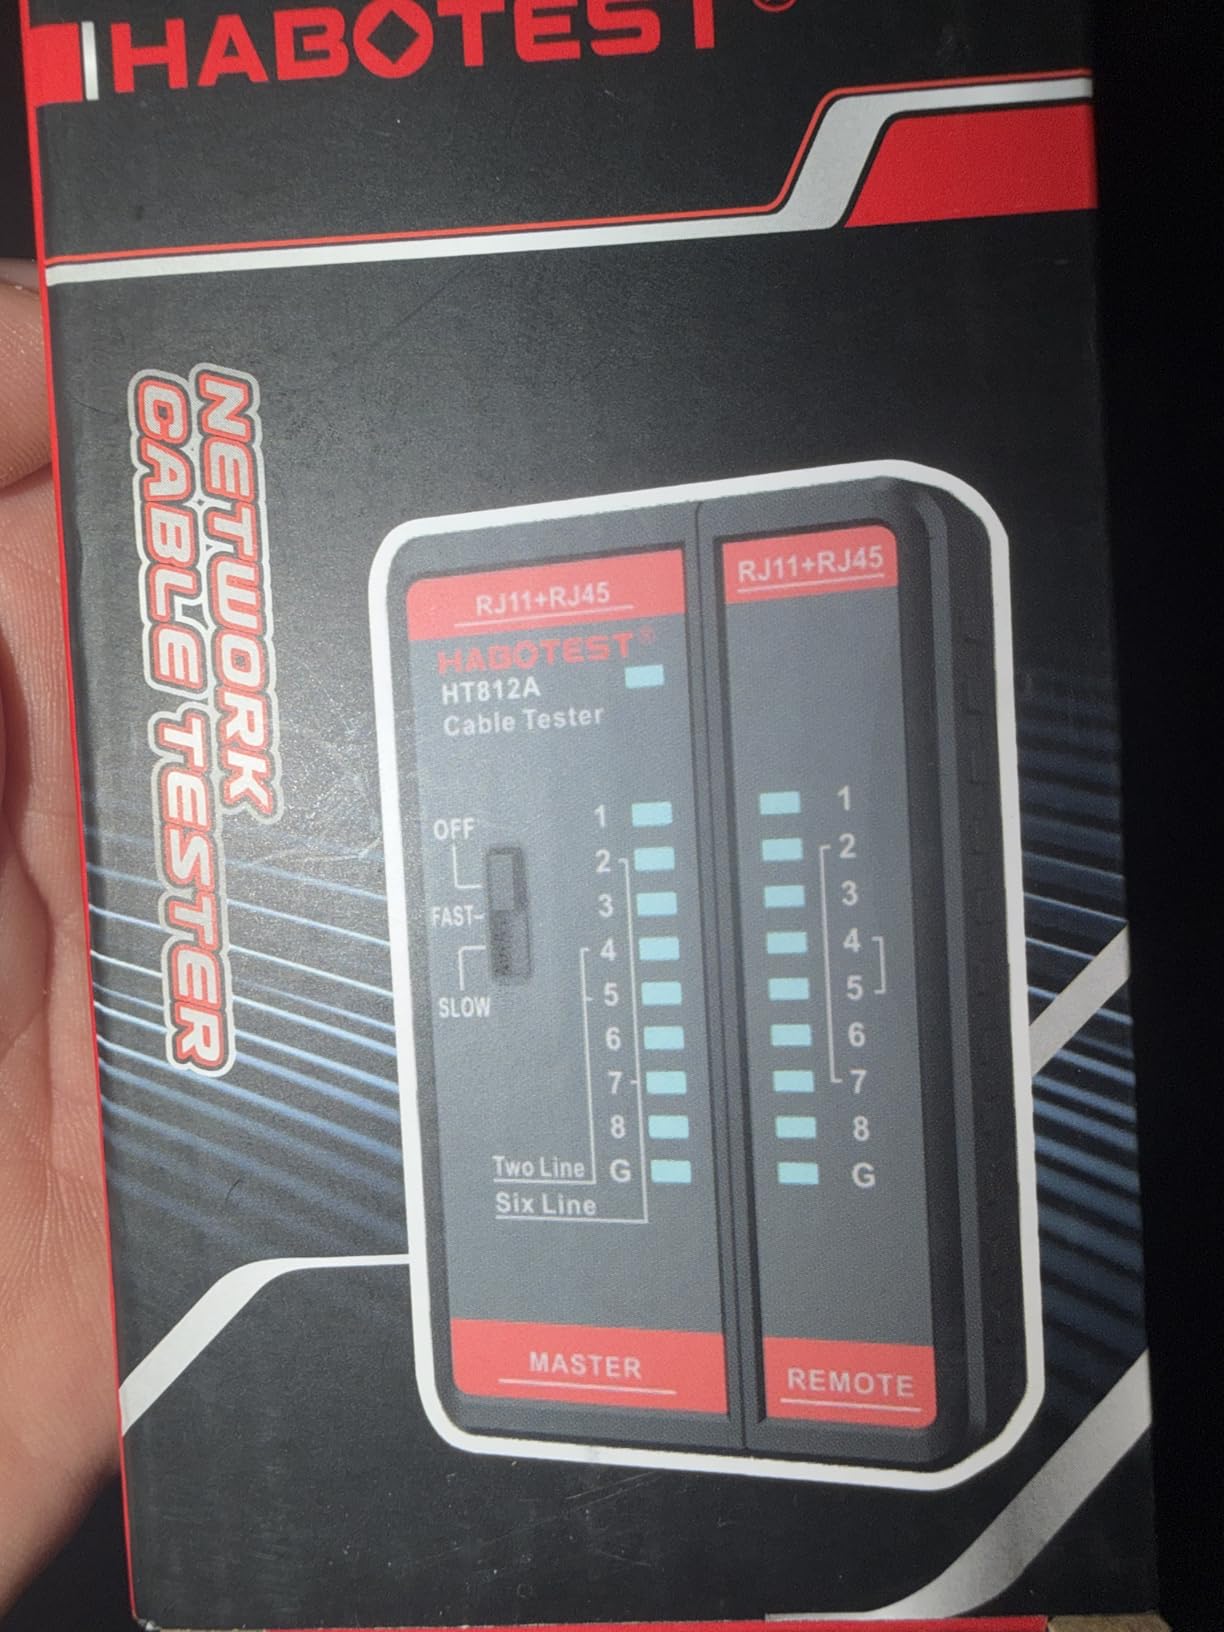 HABOTEST®
NETWORK
CABLE TESTER
RJ11+RJ45
HABOTEST®
HT812A
Cable Tester
OFF
FAST
SLOW
1
2
3
4
5
6
7
8
G
Two Line
Six Line
MASTER
RJ11+RJ45
1
2
3
4
5
6
7
8
G
REMOTE